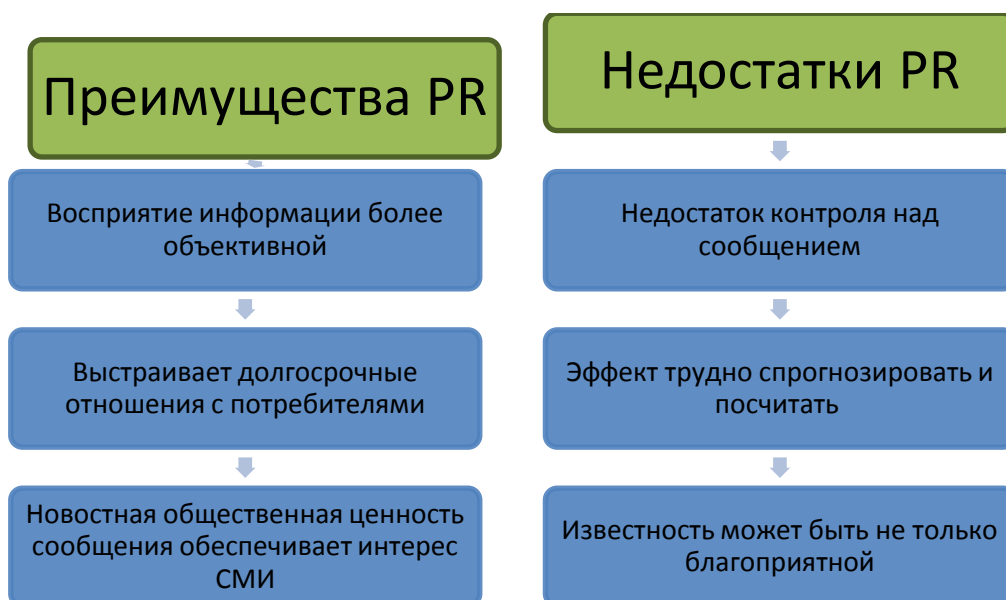 Преимущества PR
Восприятие информации более
объективной
Выстраивает долгосрочные
отношения с потребителями
Новостная общественная ценность
сообщения обеспечивает интерес
СМИ
Недостатки PR
Недостаток контроля над
сообщением
Эффект трудно спрогнозировать и
посчитать
Известность может быть не только
благоприятной